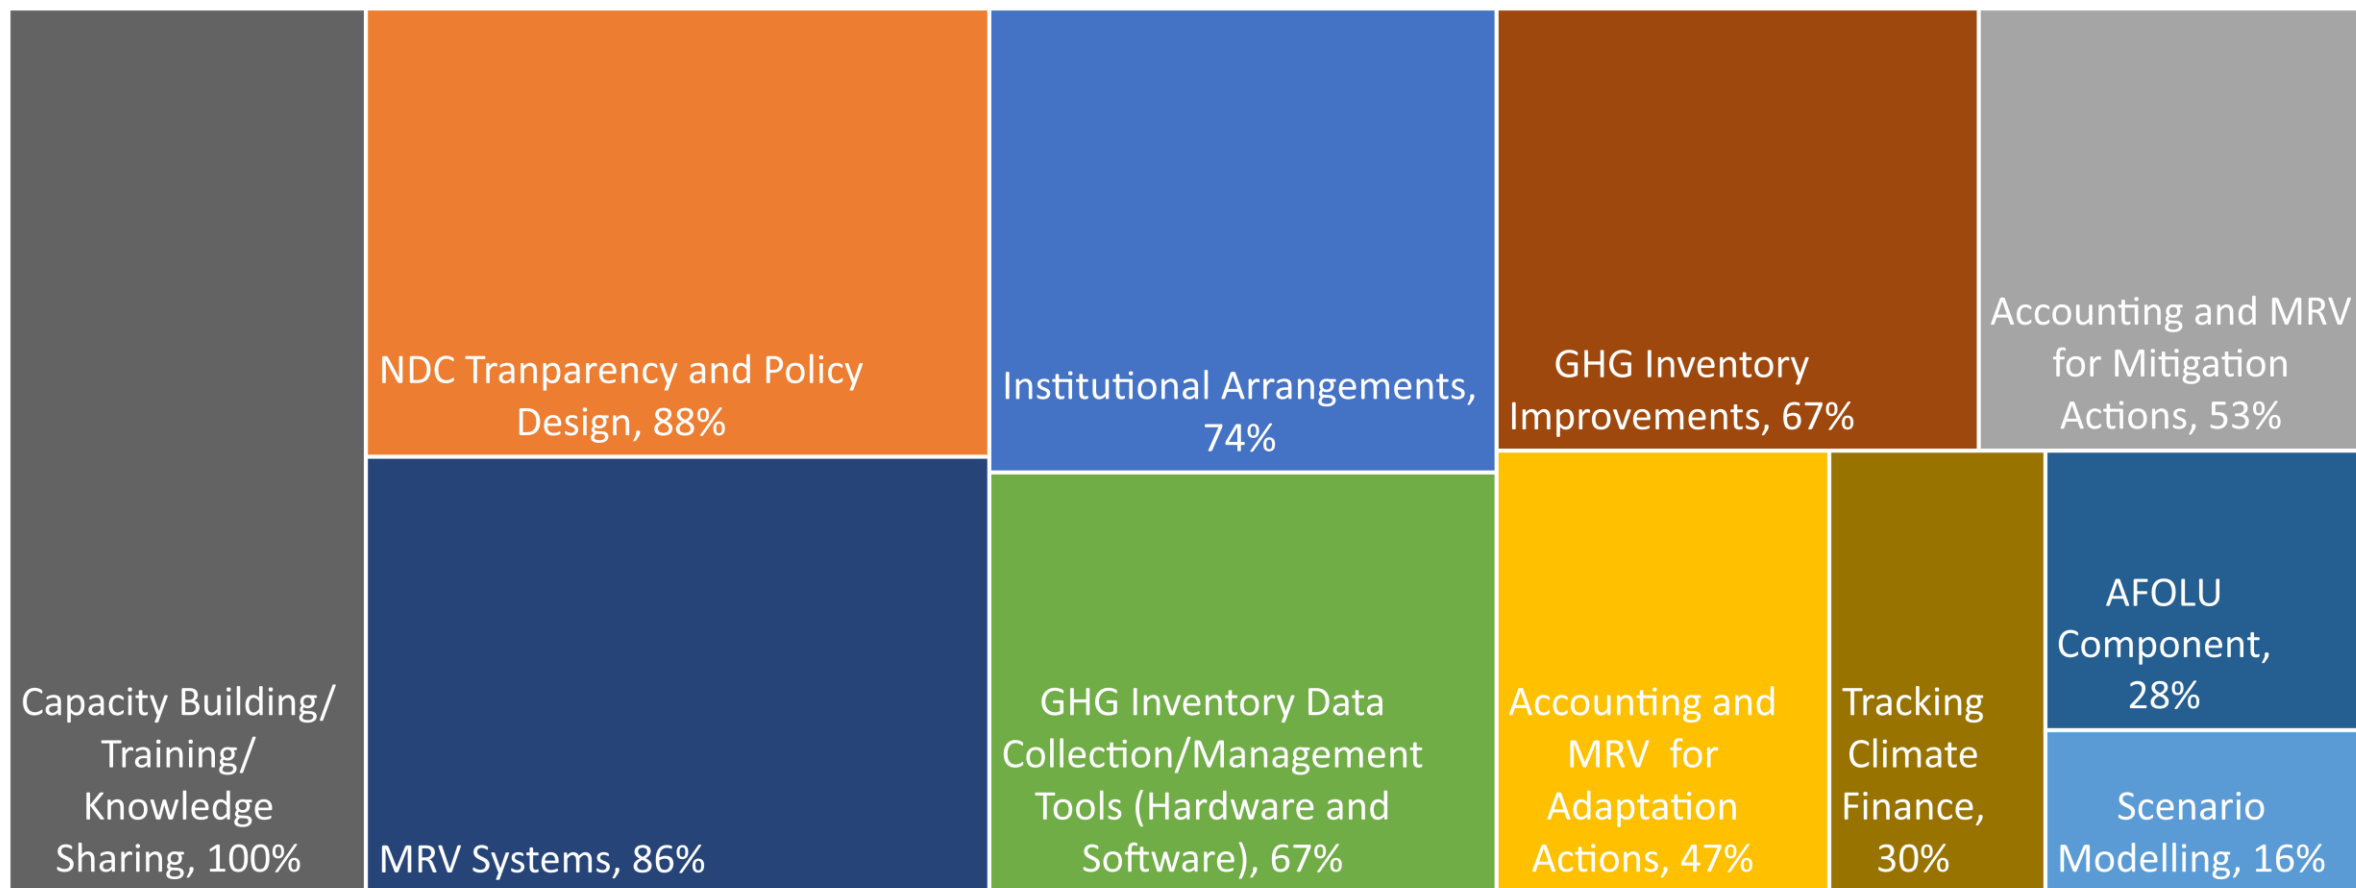 Capacity Building/
Training/
Knowledge
Sharing, 100%
NDC Tranparency and Policy
Design, 88%
MRV Systems, 86%
Institutional Arrangements,
74%
GHG Inventory Data
Collection/Management
Tools (Hardware and
Software), 67%
GHG Inventory
Improvements, 67%
Accounting and MRV
for Mitigation
Actions, 53%
Accounting and
MRV  for
Adaptation
Actions, 47%
Tracking
Climate
Finance,
30%
AFOLU
Component,
28%
Scenario
Modelling, 16%